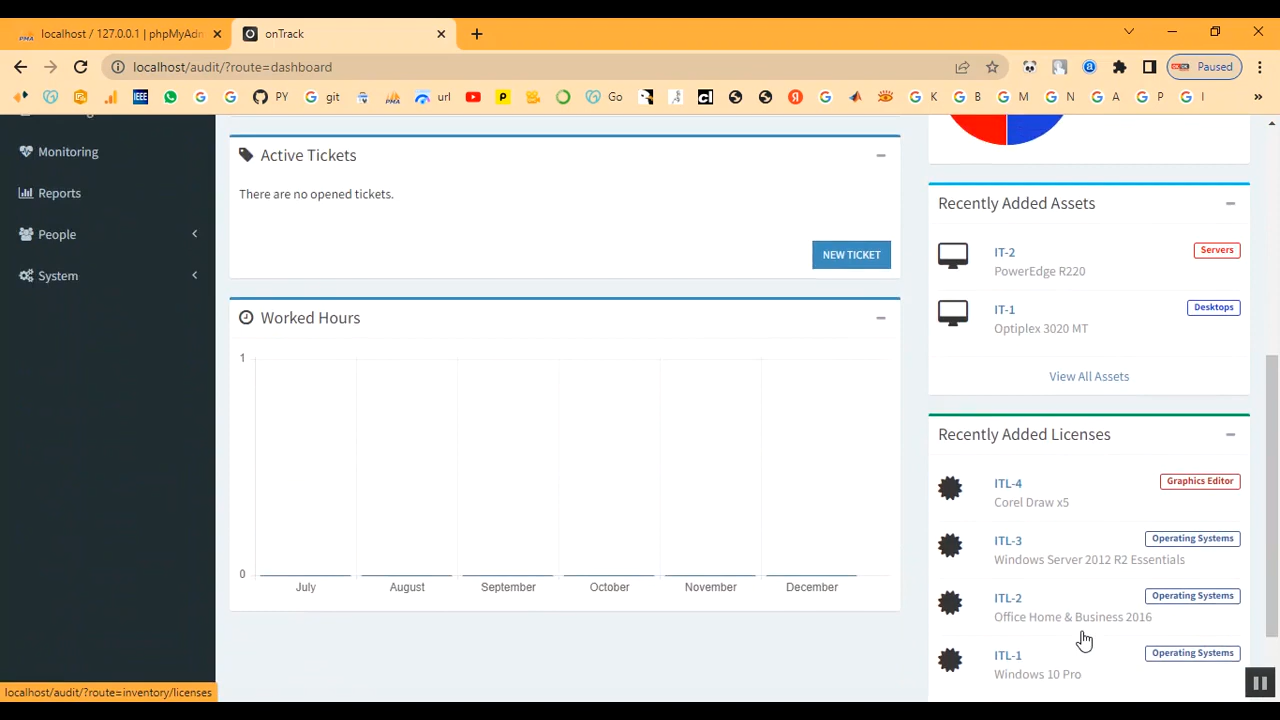 localhost / 127.0.0.1 | phpMyAdn
onTrack
localhost/audit/?route=dashboard
Paused
IEEE
PY
git
url
Go
K
B
M
N
A
P
I
»
Monitoring
Reports
People
System
Active Tickets
There are no opened tickets.
NEW TICKET
Worked Hours
1
0
July August September October November December
Recently Added Assets
IT-2 Servers
PowerEdge R220
IT-1 Desktops
Optiplex 3020 MT
View All Assets
Recently Added Licenses
ITL-4 Graphics Editor
Corel Draw x5
ITL-3 Operating Systems
Windows Server 2012 R2 Essentials
ITL-2 Operating Systems
Office Home & Business 2016
ITL-1 Operating Systems
Windows 10 Pro
localhost/audit/?route=inventory/licenses